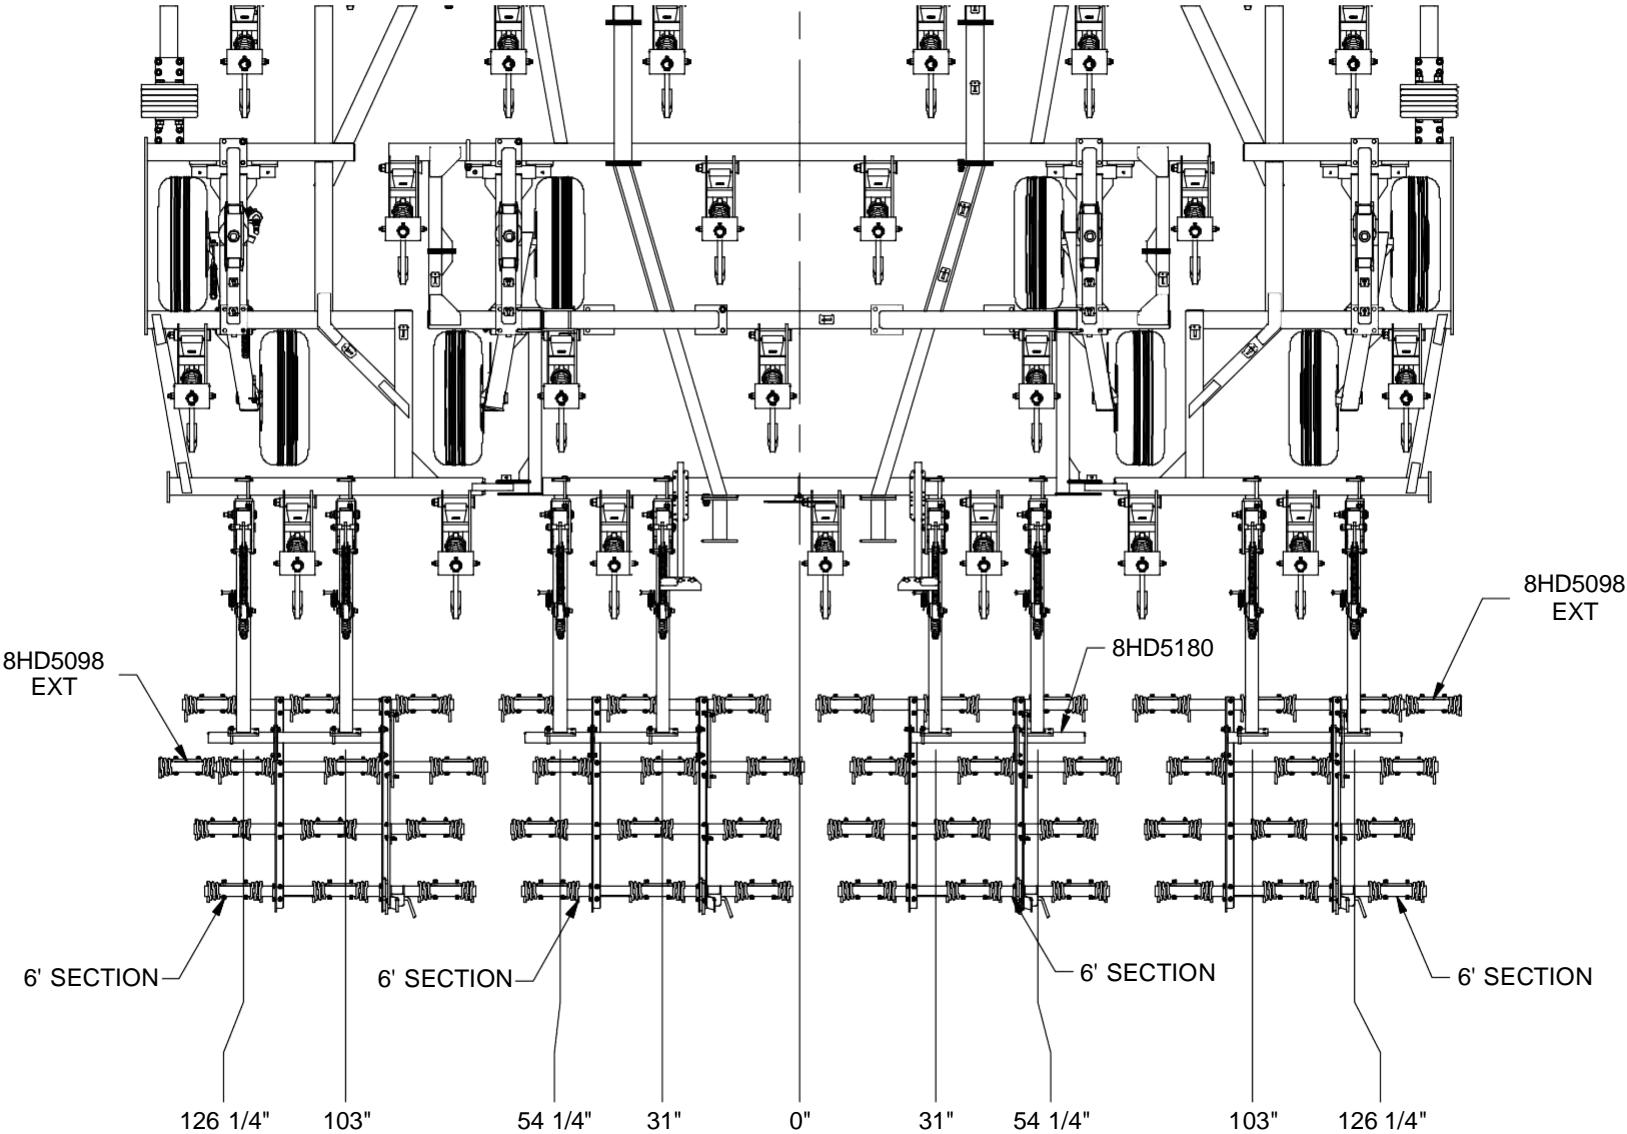 8HD5098
EXT
8HD5180
8HD5098
EXT
6' SECTION
6' SECTION
6' SECTION
6' SECTION
126 1/4" 103" 54 1/4" 31" 0" 31" 54 1/4" 103" 126 1/4"